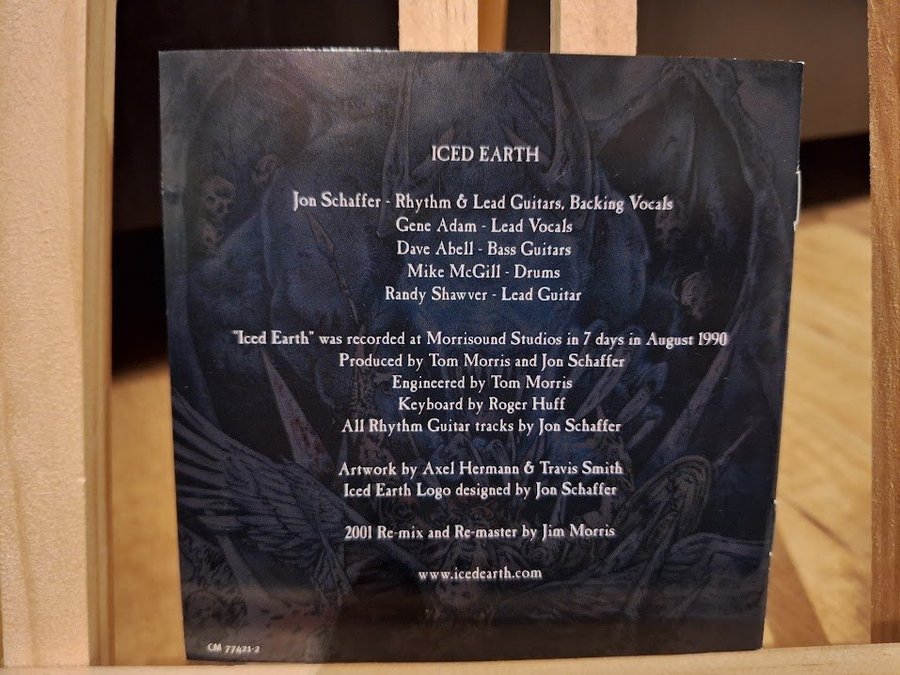 ICED EARTH
Jon Schaffer - Rhythm & Lead Guitars, Backing Vocals
Gene Adam - Lead Vocals
Dave Abell - Bass Guitars
Mike McGill - Drums
Randy Shawver - Lead Guitar
"Iced Earth" was recorded at Morrisound Studios in 7 days in August 1990
Produced by Tom Morris and Jon Schaffer
Engineered by Tom Morris
Keyboard by Roger Huff
All Rhythm Guitar tracks by Jon Schaffer
Artwork by Axel Hermann & Travis Smith
Iced Earth Logo designed by Jon Schaffer
2001 Re-mix and Re-master by Jim Morris
www.icedearth.com
CM 77421-2